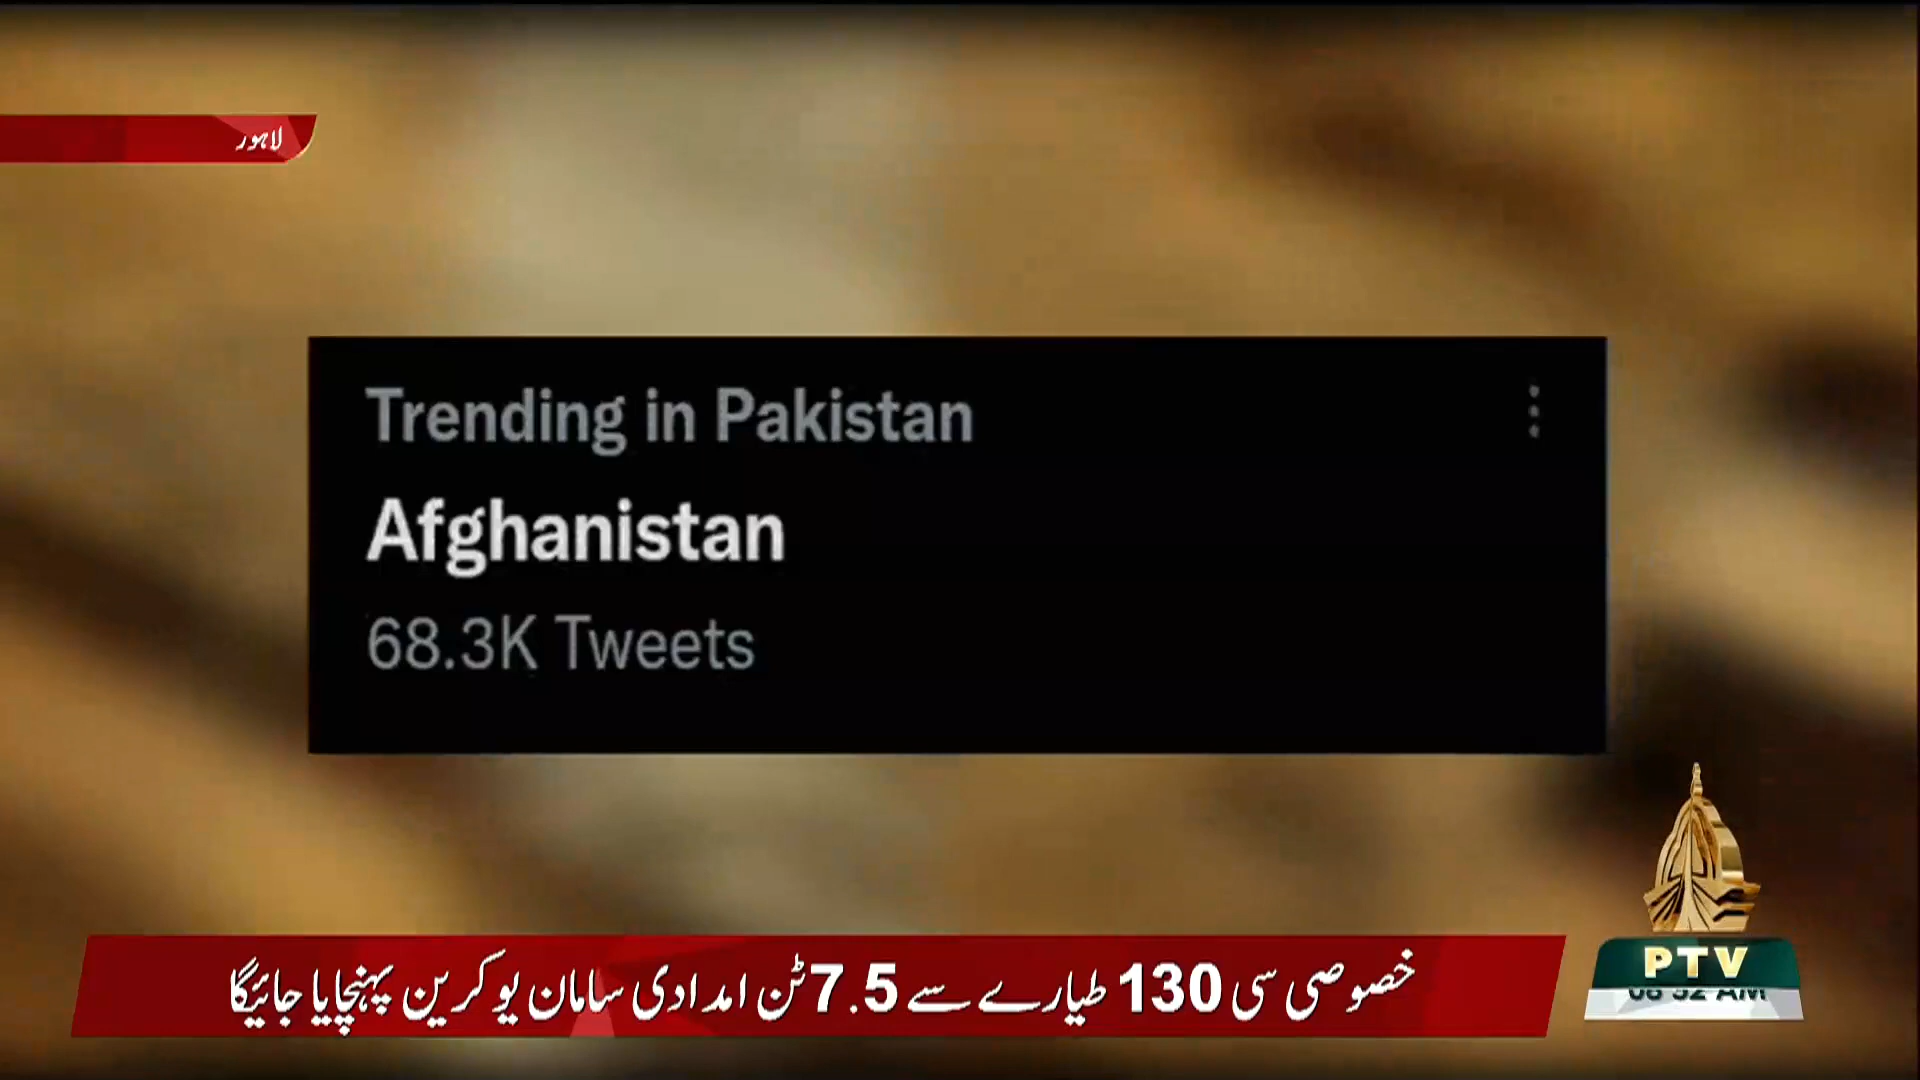 لاہور
Trending in Pakistan
Afghanistan
68.3K Tweets
خصوصی سی 130 طیارے سے 7.5 ٹن امدادی سامان یوکرین پہنچایا جائیگا
PTV